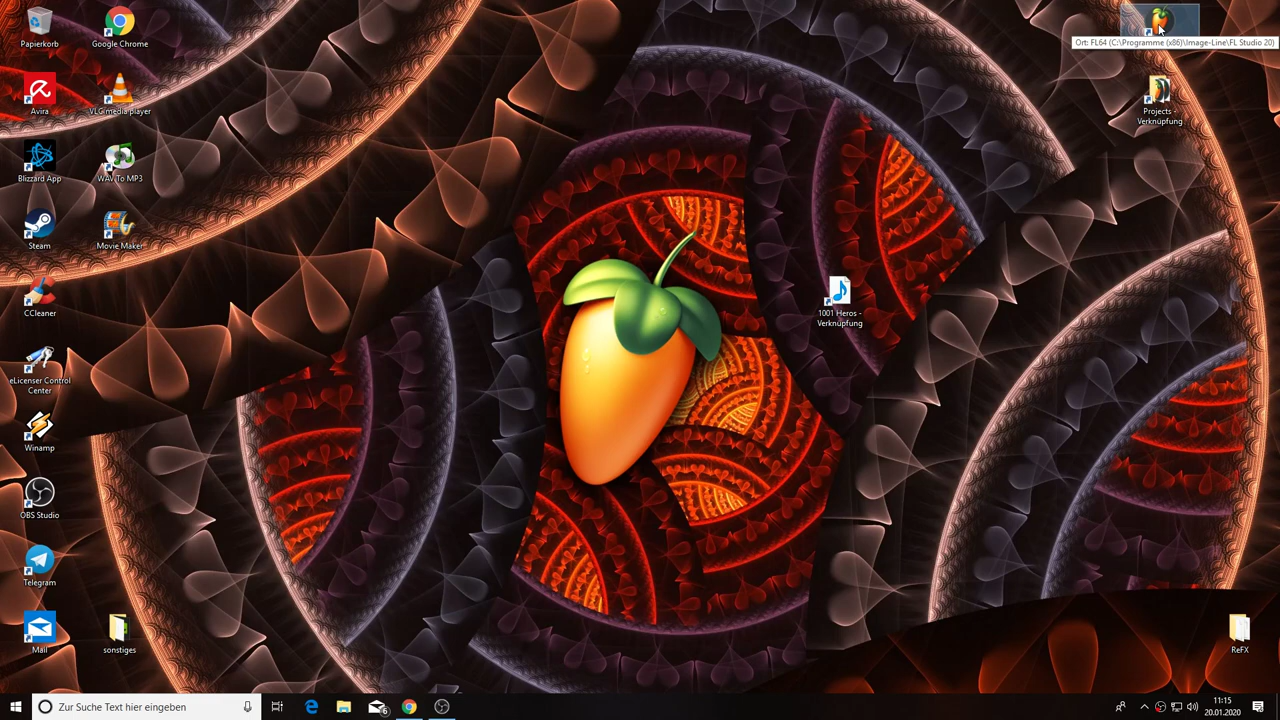 Papierkorb
Google Chrome
Ort: FL64 (C:\Programme (x86)\Image-Line\FL Studio 20)
Avira
VLC media player
Projects -
Verknüpfung
Blizzard App
WAV To MP3
Steam
Movie Maker
CCleaner
1001 Heros -
Verknüpfung
eLicenser Control
Center
Winamp
OBS Studio
Telegram
Mail
sonstiges
ReFX
Zur Suche Text hier eingeben
6
11:15
20.01.2020